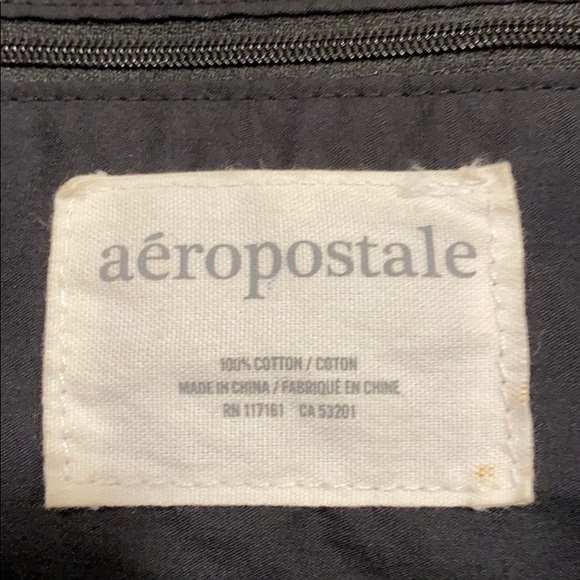 aéropostale
100% COTTON / COTON
MADE IN CHINA / FABRIQUÉ EN CHINE
RN 117161 CA 53201